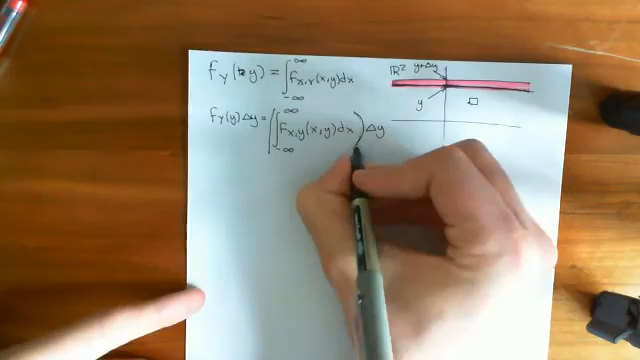 f_Y(y) = ∫_{-∞}^{∞} f_{X,Y}(x,y)dx
ℝ² y+Δy
y
f_Y(y)Δy = (∫_{-∞}^{∞} f_{X,Y}(x,y)dx)Δy